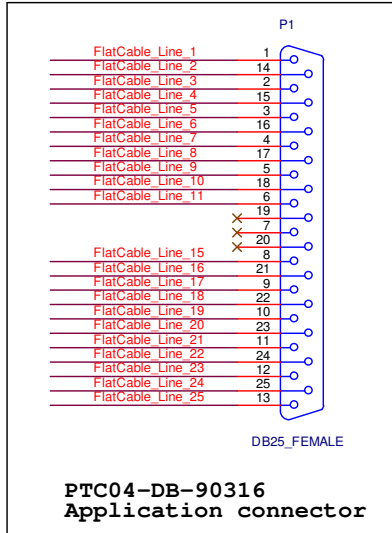 P1
FlatCable_Line_1 1
14 FlatCable_Line_2
FlatCable_Line_3 2
FlatCable_Line_4 15
FlatCable_Line_5 3
FlatCable_Line_6 16
FlatCable_Line_7 4
FlatCable_Line_8 17
FlatCable_Line_9 5
FlatCable_Line_10 18
FlatCable_Line_11 6
19
7
20
FlatCable_Line_15 8
FlatCable_Line_16 21
FlatCable_Line_17 9
FlatCable_Line_18 22
FlatCable_Line_19 10
FlatCable_Line_20 23
FlatCable_Line_21 11
FlatCable_Line_22 24
FlatCable_Line_23 12
FlatCable_Line_24 25
FlatCable_Line_25 13
DB25_FEMALE
PTC04-DB-90316
Application connector